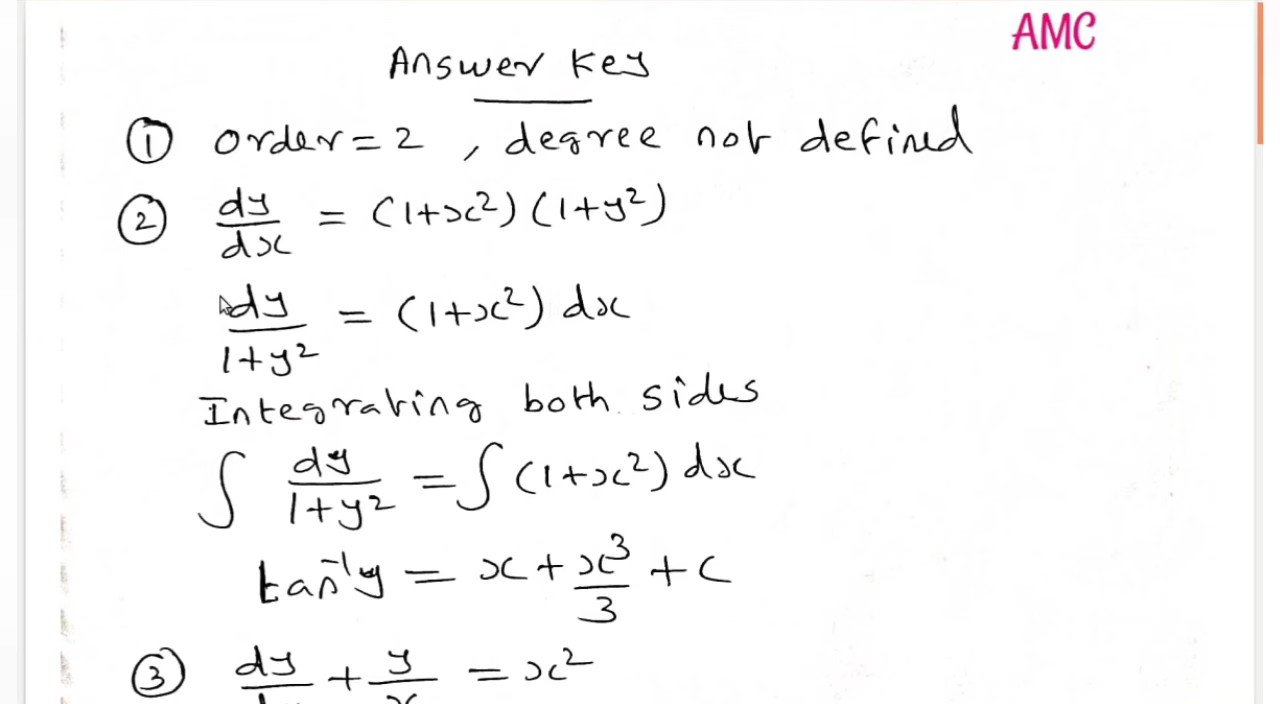 AMC
Answer Key
① order = 2 , degree not defined
② dy/dx = (1+x²)(1+y²)
dy/1+y² = (1+x²) dx
Integrating both sides
∫ dy/1+y² = ∫(1+x²) dx
tan⁻¹y = x + x³/3 + c
③ dy/ + y/x = x²